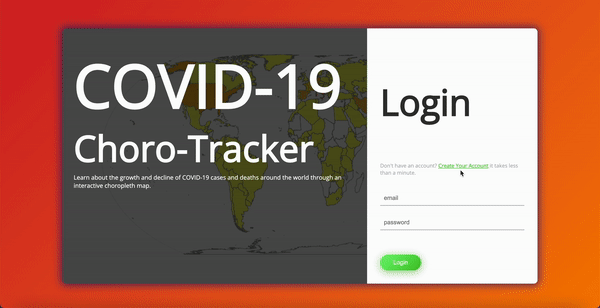 COVID-19
Choro-Tracker
Learn about the growth and decline of COVID-19 cases and deaths around the world through an
interactive choropleth map.
Login
Don't have an account? Create Your Account it takes less
than a minute.
email
password
Login